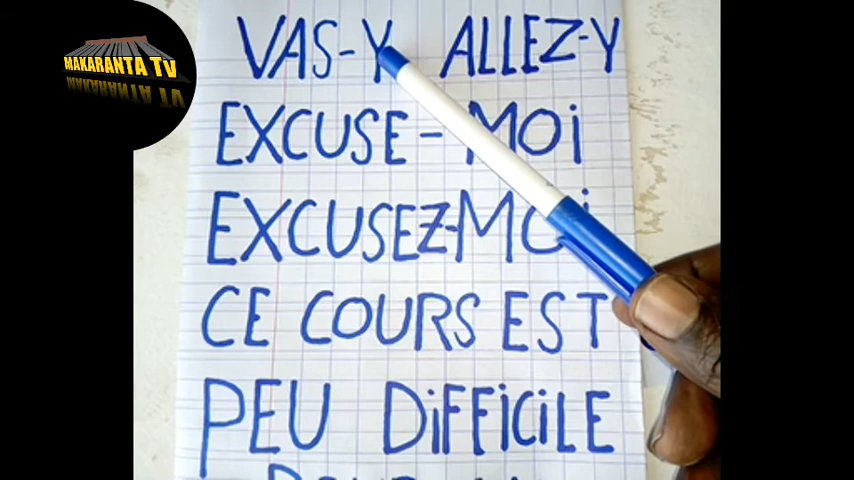 MAKARANTA TV
VAS-Y ALLEZ-Y
EXCUSE-MOi
EXCUSEZ-MOi
CE COURS EST
PEU DiFFiCiLE